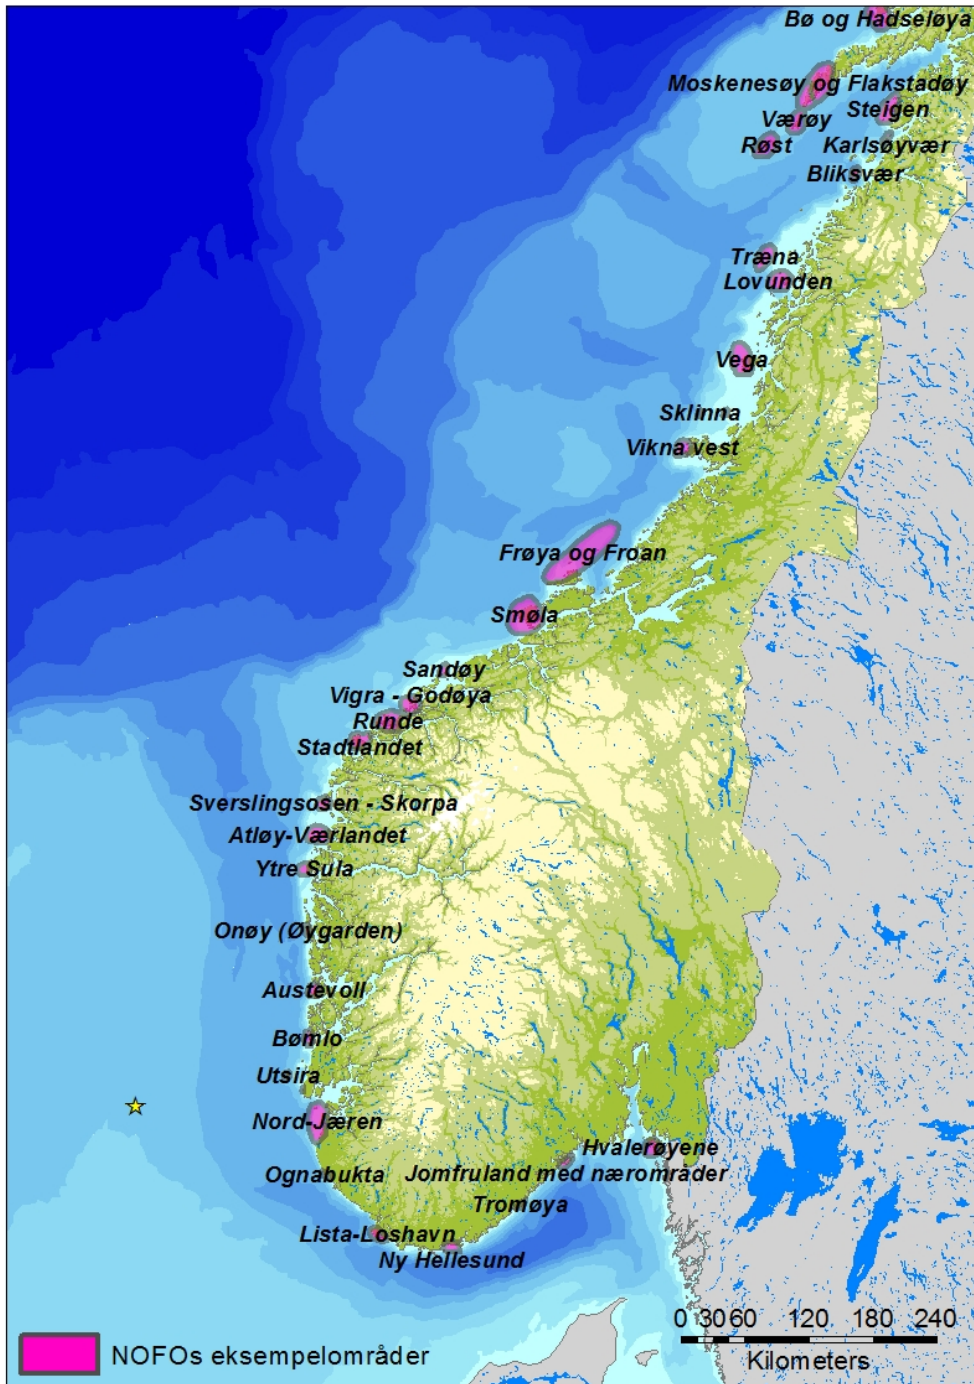 Bø og Hadseløya
Moskenesøy og Flakstadøy
Steigen
Værøy
Røst
Karlsøyvær
Bliksvær
Træna
Lovunden
Vega
Sklinna
Vikna vest
Frøya og Froan
Smøla
Sandøy
Vigra - Godøya
Runde
Stadtlandet
Sverslingsosen - Skorpa
Atløy-Værlandet
Ytre Sula
Onøy (Øygarden)
Austevoll
Bømlo
Utsira
Nord-Jæren
Hvalerøyene
Ognabukta
Jomfruland med nærområder
Tromøya
Lista-Loshavn
Ny Hellesund
0 30 60 120 180 240
Kilometers
NOFOs eksempelområder